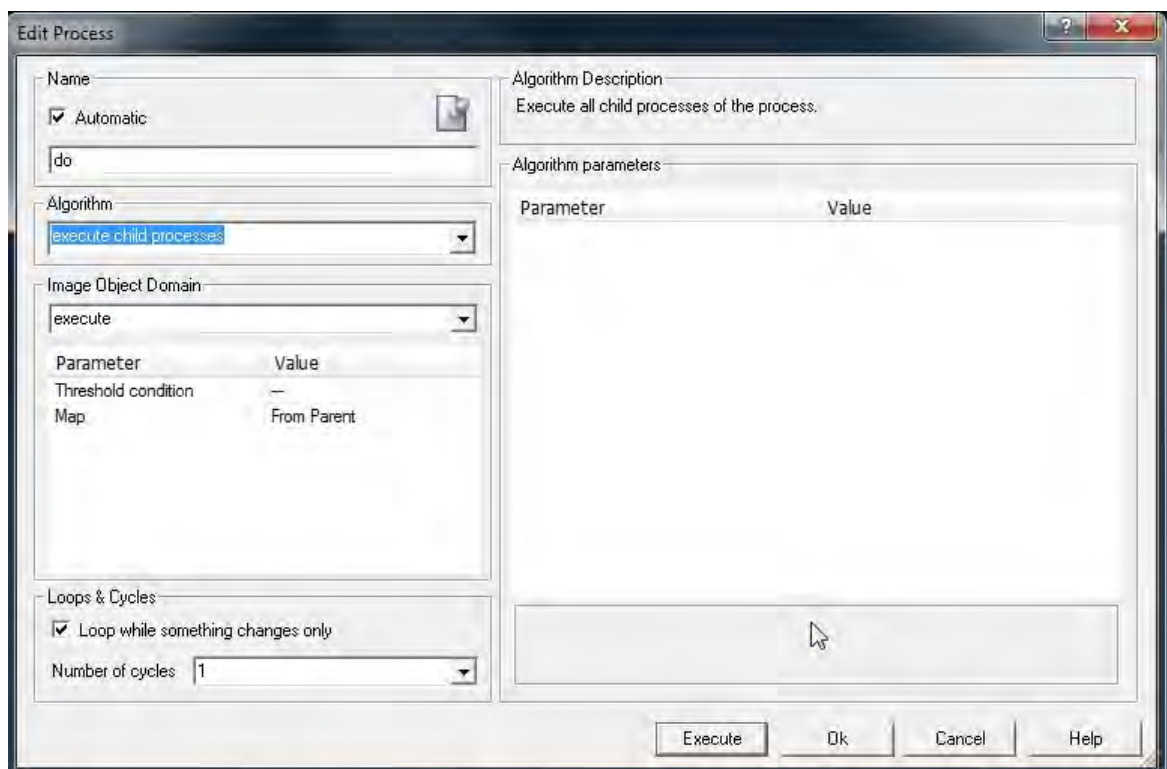 Edit Process
Name
Automatic
do
Algorithm
execute child processes
Image Object Domain
execute
Parameter Value
Threshold condition —
Map From Parent
Loops & Cycles
Loop while something changes only
Number of cycles 1
Algorithm Description
Execute all child processes of the process.
Algorithm parameters
Parameter Value
Execute Ok Cancel Help